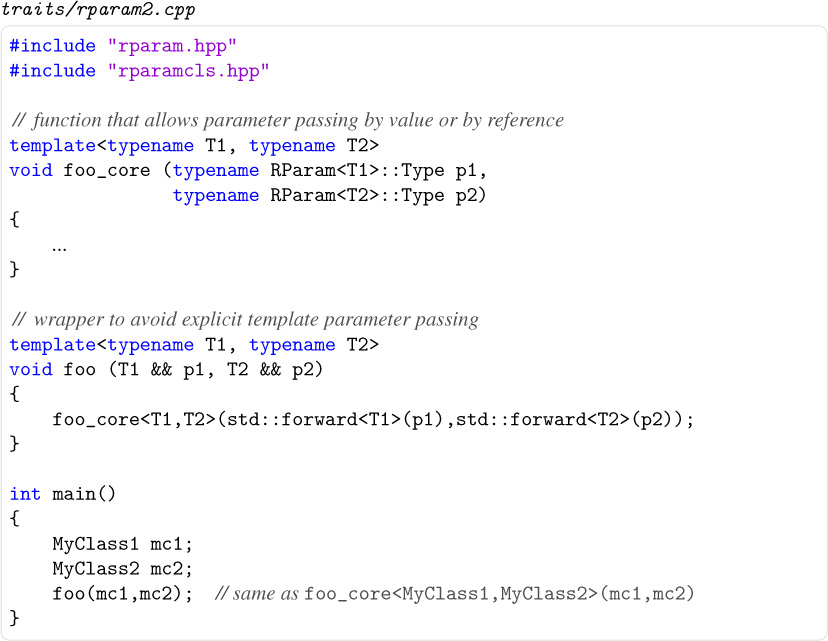 traits/rparam2.cpp
#include "rparam.hpp"
#include "rparamcls.hpp"
// function that allows parameter passing by value or by reference
template<typename T1, typename T2>
void foo_core (typename RParam<T1>::Type p1,
               typename RParam<T2>::Type p2)
{
    ...
}
// wrapper to avoid explicit template parameter passing
template<typename T1, typename T2>
void foo (T1 && p1, T2 && p2)
{
    foo_core<T1,T2>(std::forward<T1>(p1),std::forward<T2>(p2));
}
int main()
{
    MyClass1 mc1;
    MyClass2 mc2;
    foo(mc1,mc2);  // same as foo_core<MyClass1,MyClass2>(mc1,mc2)
}